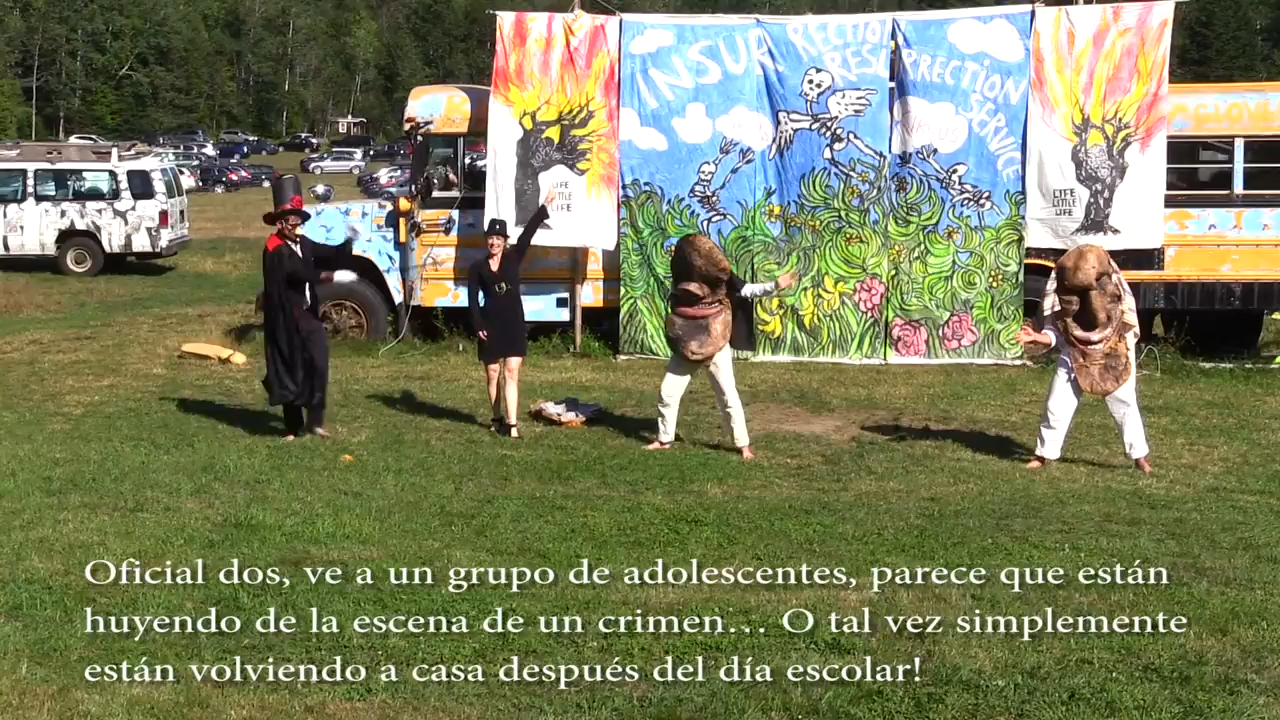 INSURRECTION
RESURRECTION
SERVICE
LIFE
LITTLE
LIFE
LIFE
LITTLE
LIFE
Oficial dos, ve a un grupo de adolescentes, parece que están
huyendo de la escena de un crimen… O tal vez simplemente
están volviendo a casa después del día escolar!